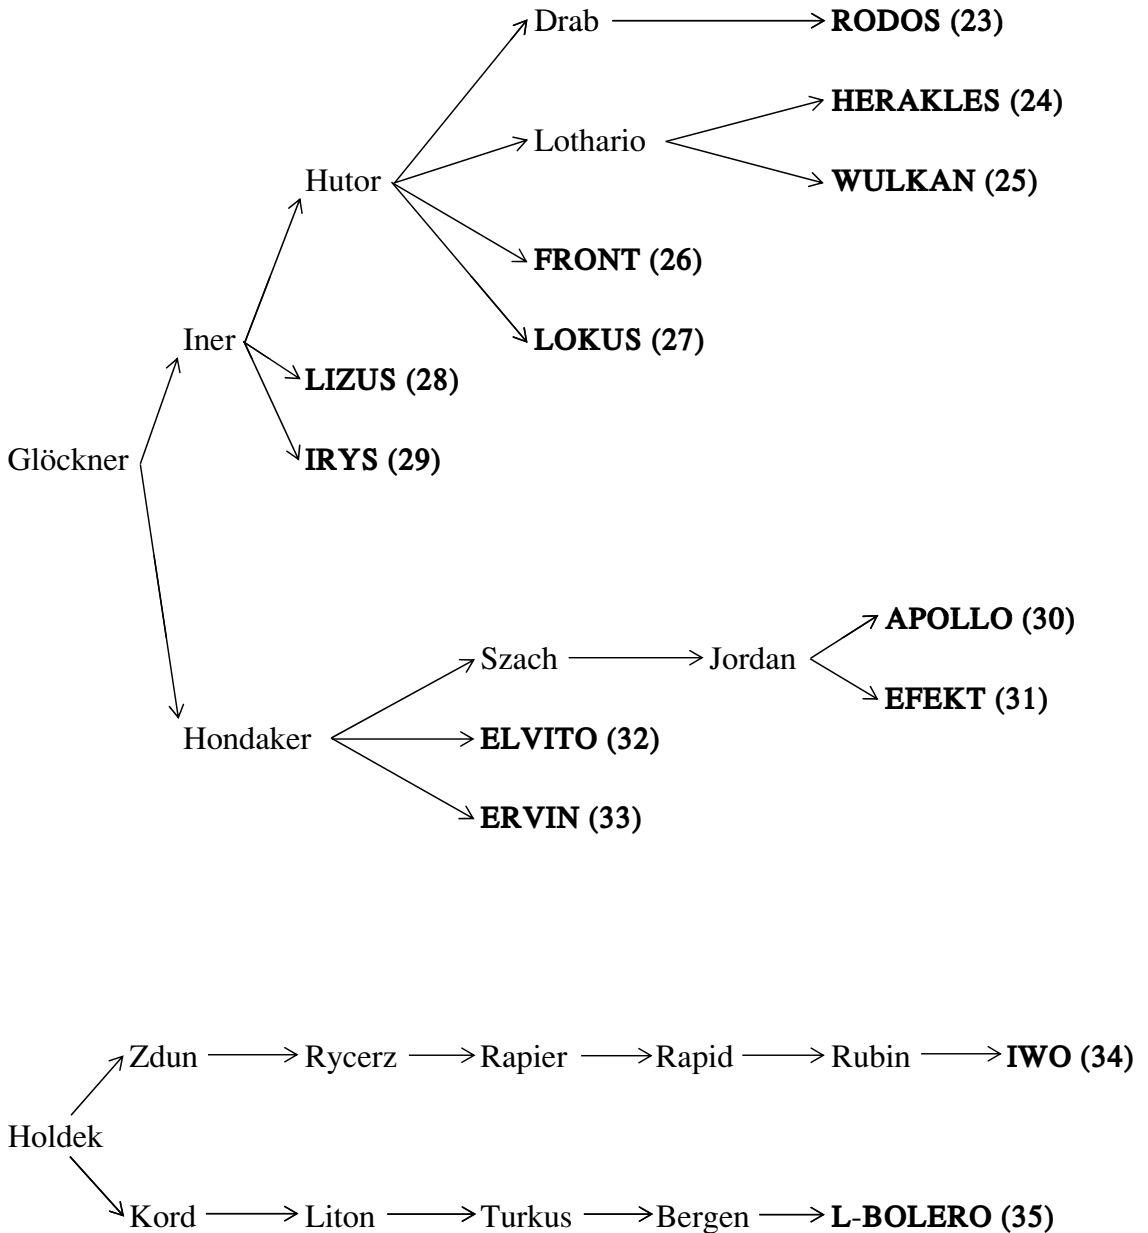 Drab RODOS (23)
HERAKLES (24)
Lothario
Hutor WULKAN (25)
FRONT (26)
Iner LOKUS (27)
LIZUS (28)
Glöckner IRYS (29)
APOLLO (30)
Szach Jordan
EFEKT (31)
Hondaker ELVITO (32)
ERVIN (33)
Zdun Rycerz Rapier Rapid Rubin IWO (34)
Holdek
Kord Liton Turkus Bergen L-BOLERO (35)